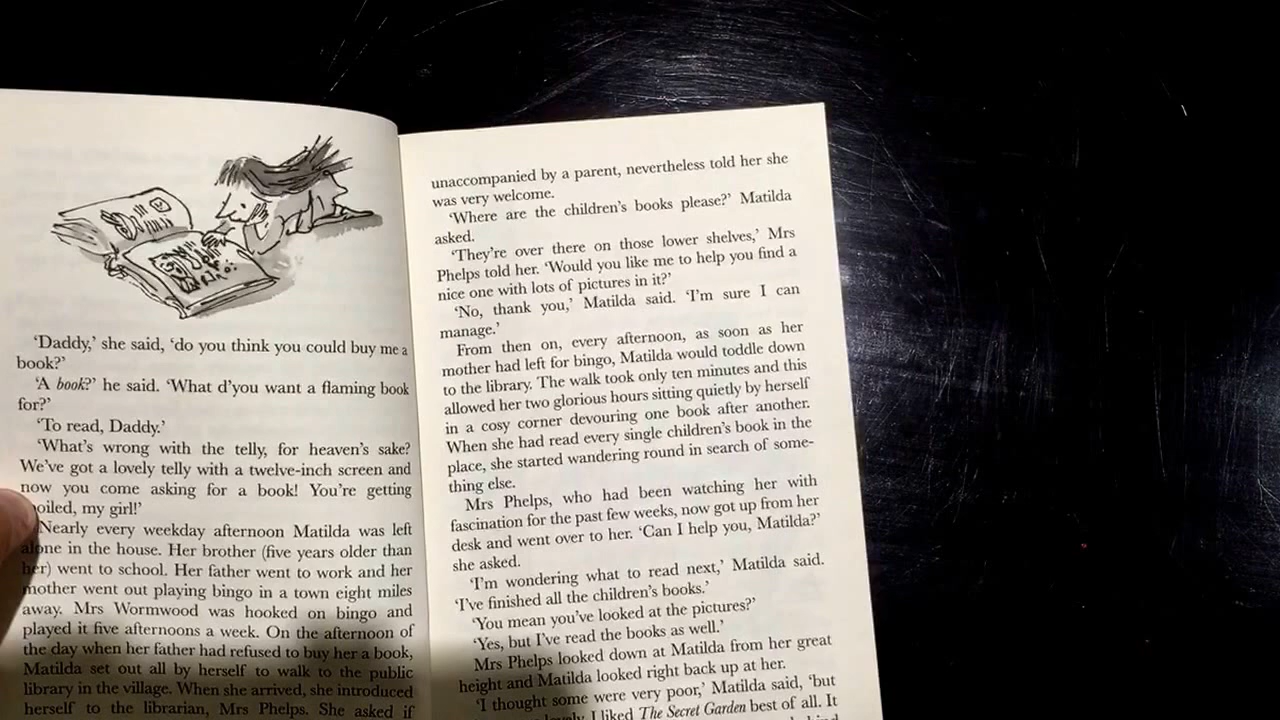 ‘Daddy,’ she said, ‘do you think you could buy me a
book?’
‘A book?’ he said. ‘What d’you want a flaming book
for?’
‘To read, Daddy.’
‘What’s wrong with the telly, for heaven’s sake?
We’ve got a lovely telly with a twelve-inch screen and
now you come asking for a book! You’re getting
my girl!’
Nearly every weekday afternoon Matilda was left
alone in the house. Her brother (five years older than
her) went to school. Her father went to work and her
mother went out playing bingo in a town eight miles
away. Mrs Wormwood was hooked on bingo and
played it five afternoons a week. On the afternoon of
the day when her father had refused to buy her a book,
Matilda set out all by herself to walk to the public
library in the village. When she arrived, she introduced
herself to the librarian, Mrs Phelps. She asked if
unaccompanied by a parent, nevertheless told her she
was very welcome.
‘Where are the children’s books please?’ Matilda
asked.
‘They’re over there on those lower shelves,’ Mrs
Phelps told her. ‘Would you like me to help you find a
nice one with lots of pictures in it?’
‘No, thank you,’ Matilda said. ‘I’m sure I can
manage.’
From then on, every afternoon, as soon as her
mother had left for bingo, Matilda would toddle down
to the library. The walk took only ten minutes and this
allowed her two glorious hours sitting quietly by herself
in a cosy corner devouring one book after another.
When she had read every single children’s book in the
place, she started wandering round in search of some-
thing else.
Mrs Phelps, who had been watching her with
fascination for the past few weeks, now got up from her
desk and went over to her. ‘Can I help you, Matilda?’
she asked.
‘I’m wondering what to read next,’ Matilda said.
‘I’ve finished all the children’s books.’
‘You mean you’ve looked at the pictures?’
‘Yes, but I’ve read the books as well.’
Mrs Phelps looked down at Matilda from her great
height and Matilda looked right back up at her.
‘I thought some were very poor,’ Matilda said, ‘but
I liked The Secret Garden best of all. It